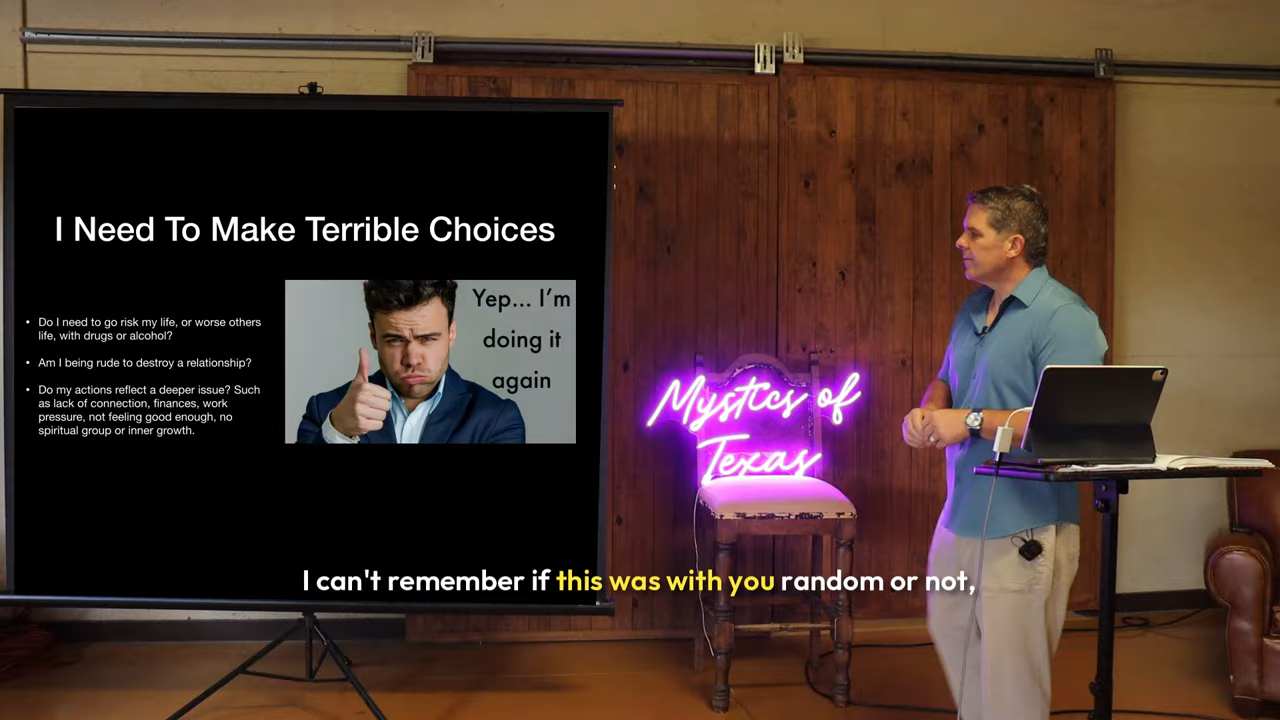 I Need To Make Terrible Choices
• Do I need to go risk my life, or worse others
life, with drugs or alcohol?
• Am I being rude to destroy a relationship?
• Do my actions reflect a deeper issue? Such
as lack of connection, finances, work
pressure, not feeling good enough, no
spiritual group or inner growth.
Yep... I'm
doing it
again
Mystics of
Texas
I can't remember if this was with you random or not,